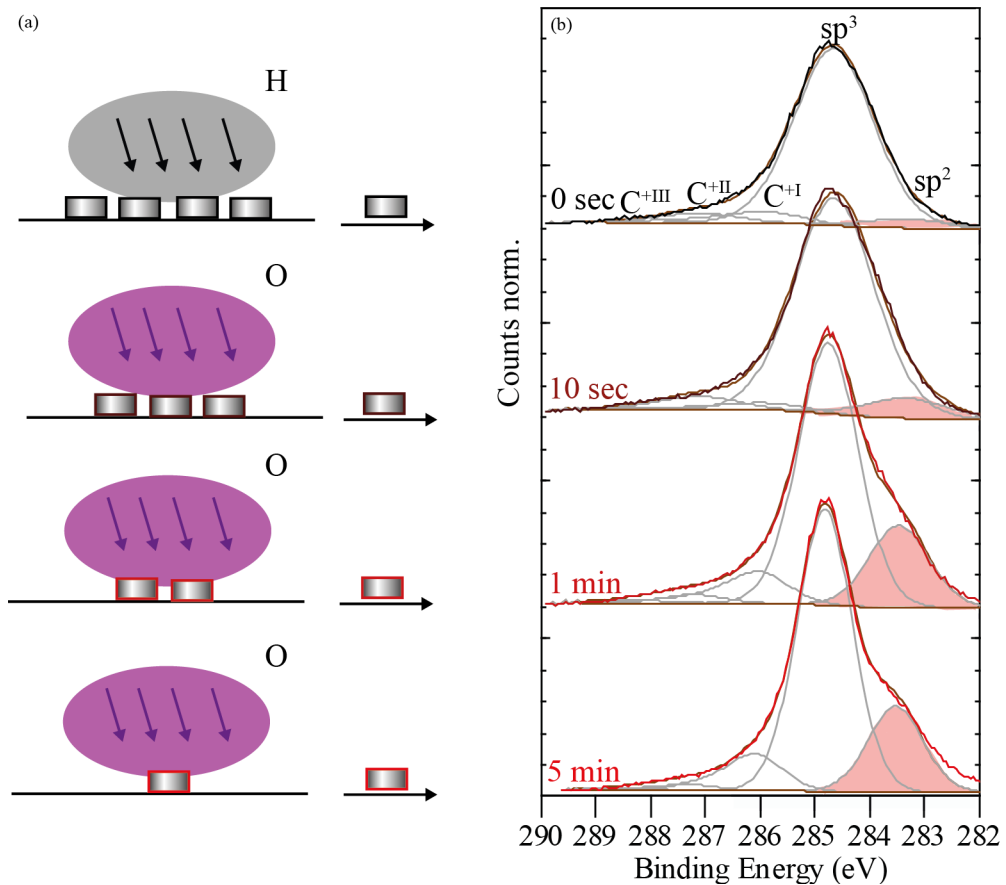 (a)
H
O
O
O
(b)
sp³
sp²
C⁺ᴵᴵᴵ
C⁺ᴵᴵ
C⁺ᴵ
0 sec
10 sec
1 min
5 min
Counts norm.
290 289 288 287 286 285 284 283 282
Binding Energy (eV)